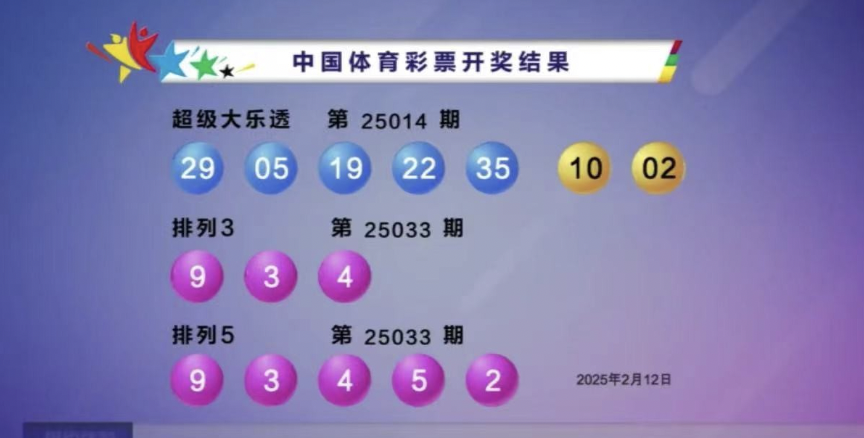 中国体育彩票开奖结果
超级大乐透 第 25014 期
29 05 19 22 35 10 02
排列3 第 25033 期
9 3 4
排列5 第 25033 期
9 3 4 5 2
2025年2月12日